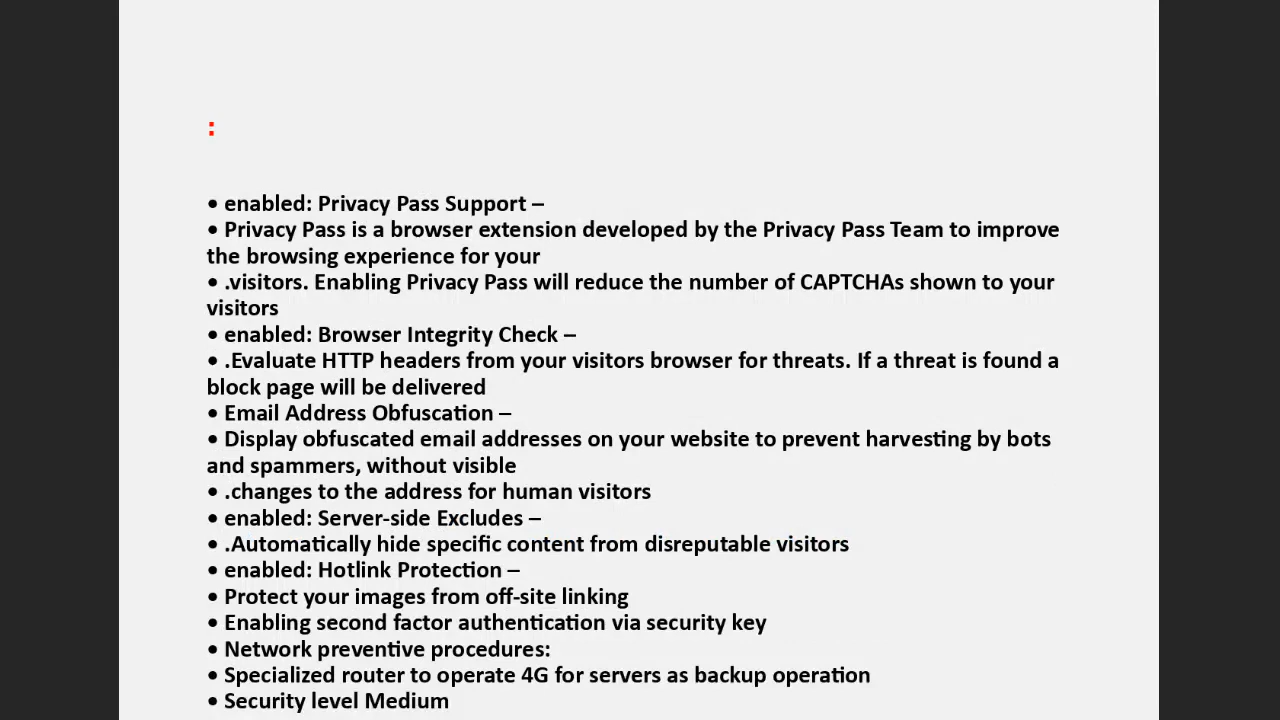 :
• enabled: Privacy Pass Support –
• Privacy Pass is a browser extension developed by the Privacy Pass Team to improve
the browsing experience for your
• .visitors. Enabling Privacy Pass will reduce the number of CAPTCHAs shown to your
visitors
• enabled: Browser Integrity Check –
• .Evaluate HTTP headers from your visitors browser for threats. If a threat is found a
block page will be delivered
• Email Address Obfuscation –
• Display obfuscated email addresses on your website to prevent harvesting by bots
and spammers, without visible
• .changes to the address for human visitors
• enabled: Server-side Excludes –
• .Automatically hide specific content from disreputable visitors
• enabled: Hotlink Protection –
• Protect your images from off-site linking
• Enabling second factor authentication via security key
• Network preventive procedures:
• Specialized router to operate 4G for servers as backup operation
• Security level Medium